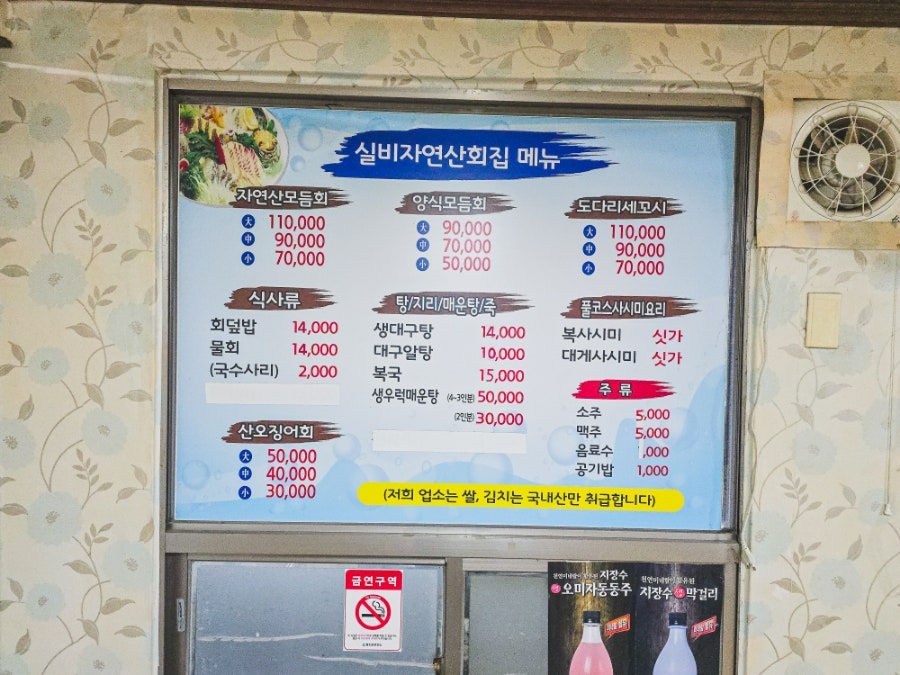 실비자연산회집 메뉴
자연산모듬회
大 110,000
中 90,000
小 70,000
양식모듬회
大 90,000
中 70,000
小 50,000
도다리세꼬시
大 110,000
中 90,000
小 70,000
식사류
회덮밥 14,000
물회 14,000
(국수사리) 2,000
탕/지리/매운탕/죽
생대구탕 14,000
대구알탕 10,000
복국 15,000
생우럭매운탕 (4~3인분) 50,000
(2인분) 30,000
풀코스사시미요리
복사시미 싯가
대게사시미 싯가
주 류
소주 5,000
맥주 5,000
음료수 ,000
공기밥 1,000
산오징어회
大 50,000
中 40,000
小 30,000
(저희 업소는 쌀, 김치는 국내산만 취급합니다)
금연구역
지장수
오미자동동주
지장수 막걸리